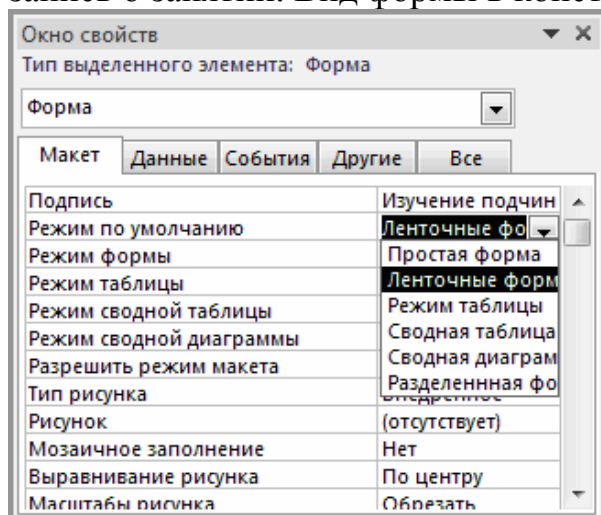 Окно свойств
Тип выделенного элемента: Форма
Форма
Макет Данные События Другие Все
Подпись Изучение подчин
Режим по умолчанию Ленточные фо
Режим формы Простая форма
Режим таблицы Ленточные форм
Режим сводной таблицы Режим таблицы
Режим сводной диаграммы Сводная таблица
Разрешить режим макета Сводная диаграм
Тип рисунка Разделеннная фо
Рисунок (отсутствует)
Мозаичное заполнение Нет
Выравнивание рисунка По центру
Масштабы рисунка Обрезать